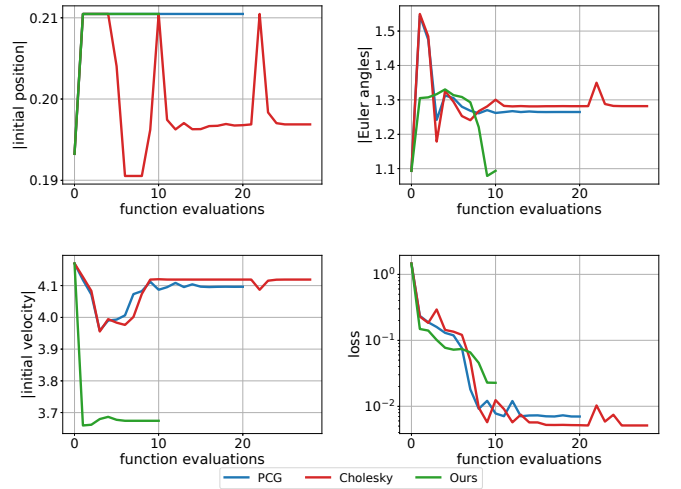 |initial position|
0.21
0.20
0.19
0
10
20
function evaluations
|Euler angles|
1.5
1.4
1.3
1.2
1.1
0
10
20
function evaluations
|initial velocity|
4.1
4.0
3.9
3.8
3.7
0
10
20
function evaluations
loss
10⁰
10⁻¹
10⁻²
0
10
20
function evaluations
PCG
Cholesky
Ours